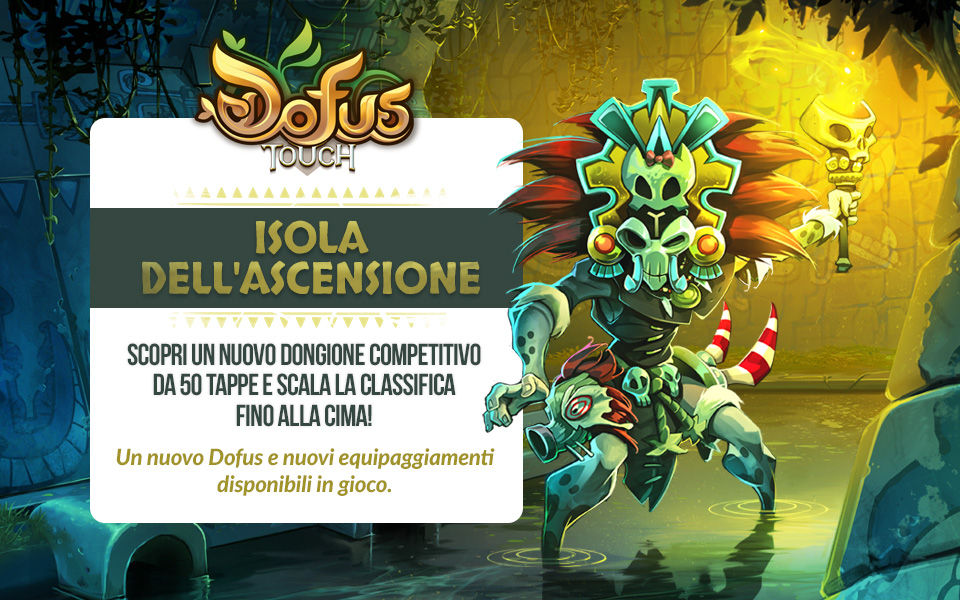 DOFUS
TOUCH
ISOLA
DELL'ASCENSIONE
SCOPRI UN NUOVO DONGIONE COMPETITIVO
DA 50 TAPPE E SCALA LA CLASSIFICA
FINO ALLA CIMA!
Un nuovo Dofus e nuovi equipaggiamenti
disponibili in gioco.